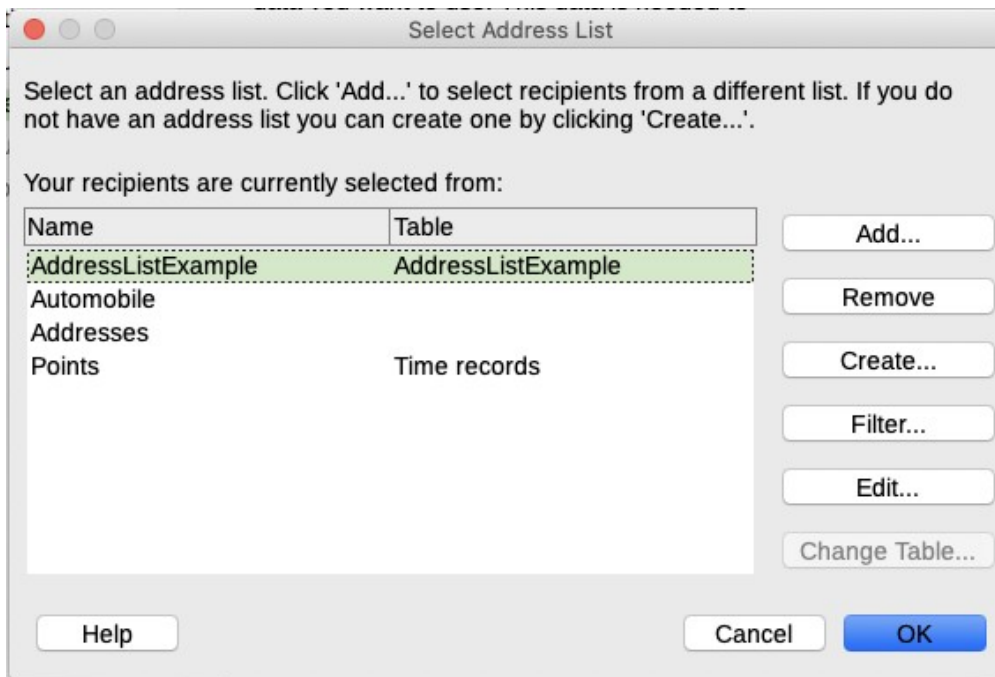 Select Address List
Select an address list. Click 'Add...' to select recipients from a different list. If you do
not have an address list you can create one by clicking 'Create...'.
Your recipients are currently selected from:
Name Table
Add...
AddressListExample AddressListExample
Automobile
Remove
Addresses
Points Time records
Create...
Filter...
Edit...
Change Table...
Help Cancel OK